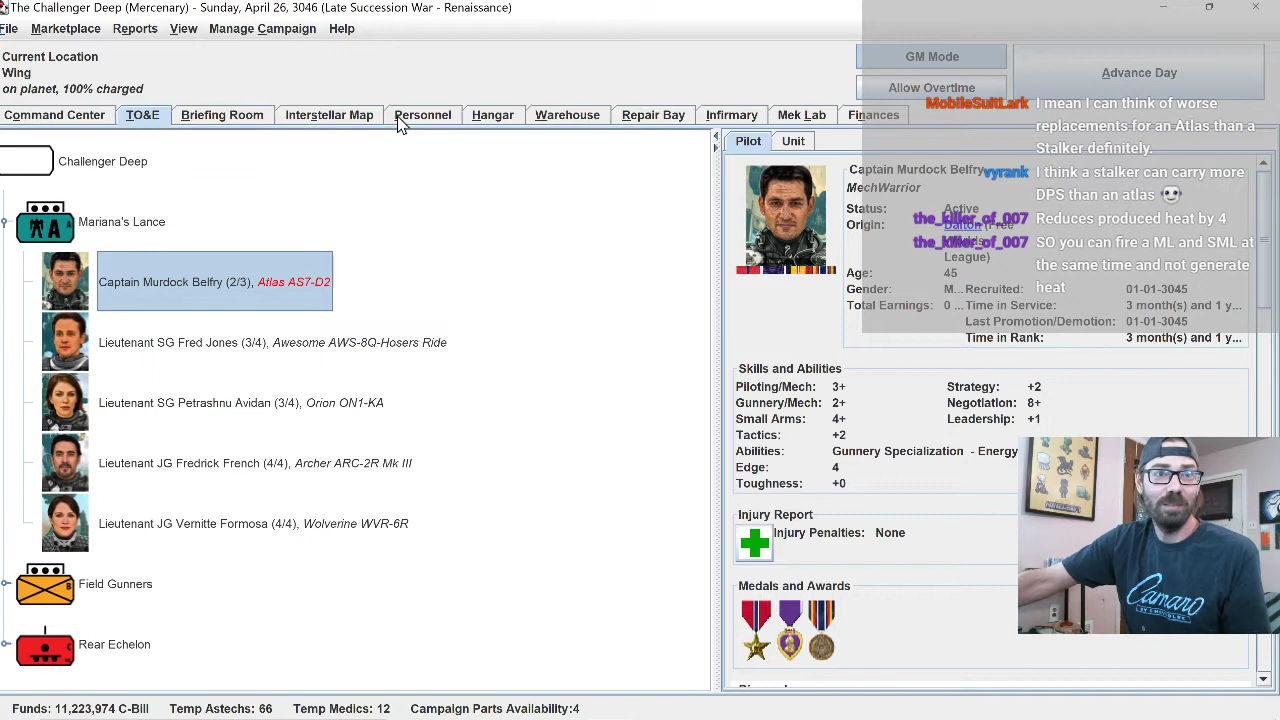 The Challenger Deep (Mercenary) - Sunday, April 26, 3046 (Late Succession War - Renaissance)
File Marketplace Reports View Manage Campaign Help
Current Location
Wing
on planet, 100% charged
GM Mode
Allow Overtime
Advance Day
Command Center TO&E Briefing Room Interstellar Map Personnel Hangar Warehouse Repair Bay Infirmary Mek Lab Finances
MobileSuitLark I mean I can think of worse
replacements for an Atlas than a
Stalker definitely.
vyrank I think a stalker can carry more
DPS than an atlas
the_killer_of_007 Reduces produced heat by 4
the_killer_of_007 SO you can fire a ML and SML at
the same time and not generate
heat
Challenger Deep
Mariana's Lance
A
Captain Murdock Belfry (2/3), Atlas AS7-D2
Lieutenant SG Fred Jones (3/4), Awesome AWS-8Q-Hosers Ride
Lieutenant SG Petrashnu Avidan (3/4), Orion ON1-KA
Lieutenant JG Fredrick French (4/4), Archer ARC-2R Mk III
Lieutenant JG Vernitte Formosa (4/4), Wolverine WVR-6R
Field Gunners
Rear Echelon
Pilot Unit
Captain Murdock Belfry
MechWarrior
Status: Active
Origin: Dalton (Free
League)
Age: 45
Gender: M... Recruited: 01-01-3045
Total Earnings: 0 ... Time in Service: 3 month(s) and 1 y...
Last Promotion/Demotion: 01-01-3045
Time in Rank: 3 month(s) and 1 y...
Skills and Abilities
Piloting/Mech: 3+ Strategy: +2
Gunnery/Mech: 2+ Negotiation: 8+
Small Arms: 4+ Leadership: +1
Tactics: +2
Abilities: Gunnery Specialization - Energy
Edge: 4
Toughness: +0
Injury Report
Injury Penalties: None
Medals and Awards
Camaro
BY CHEVROLET
Funds: 11,223,974 C-Bill Temp Astechs: 66 Temp Medics: 12 Campaign Parts Availability:4